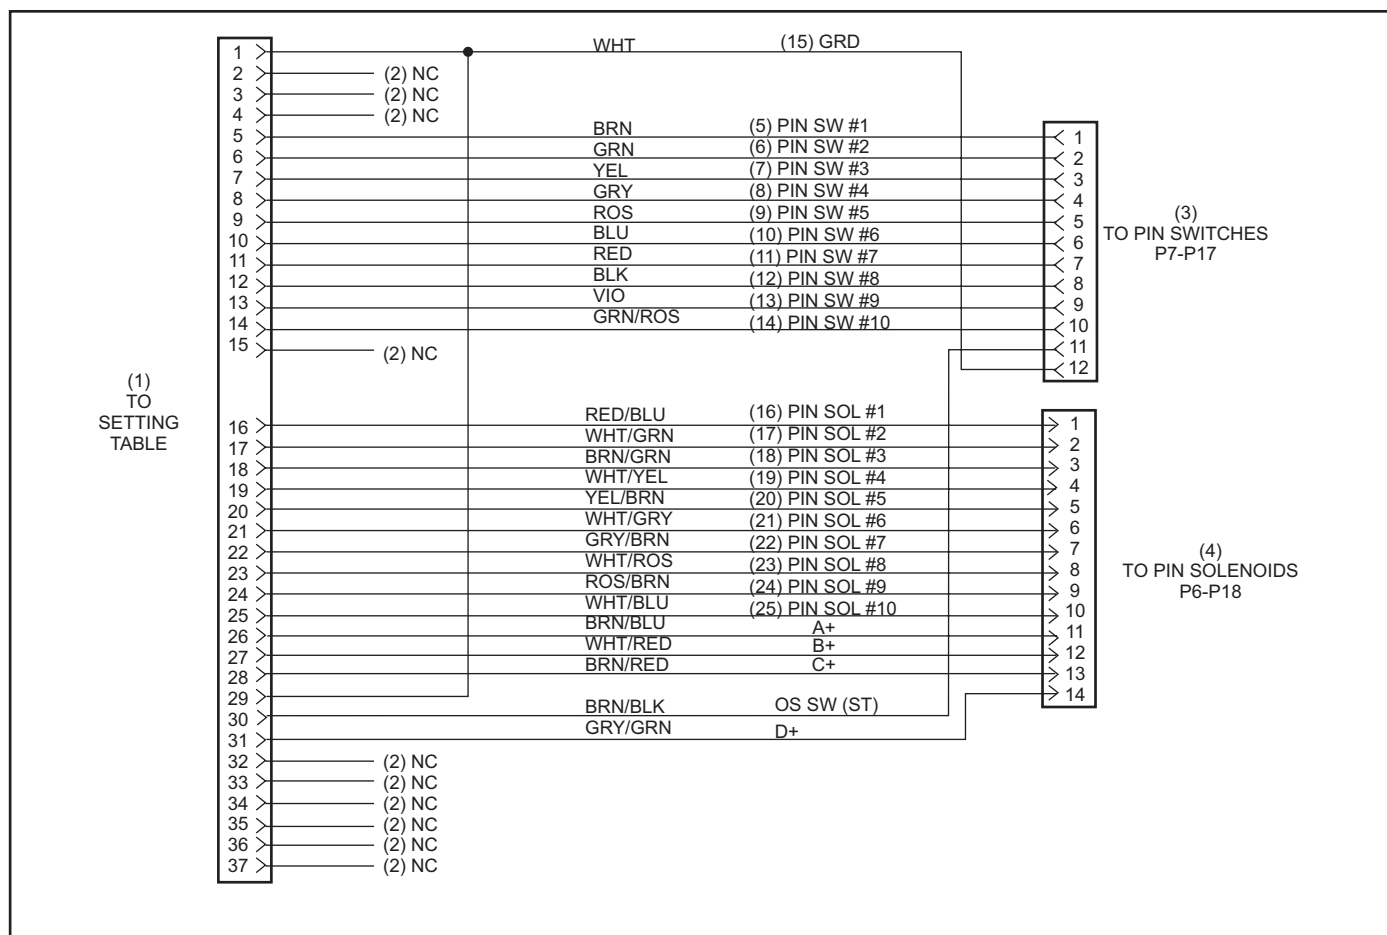 1 WHT (15) GRD
2 (2) NC
3 (2) NC
4 (2) NC
5 BRN (5) PIN SW #1 1
6 GRN (6) PIN SW #2 2
7 YEL (7) PIN SW #3 3
8 GRY (8) PIN SW #4 4
9 ROS (9) PIN SW #5 5
10 BLU (10) PIN SW #6 6
11 RED (11) PIN SW #7 7
12 BLK (12) PIN SW #8 8
13 VIO (13) PIN SW #9 9
14 GRN/ROS (14) PIN SW #10 10
15 (2) NC 11
12
(3)
TO PIN SWITCHES
P7-P17
(1)
TO
SETTING
TABLE
16 RED/BLU (16) PIN SOL #1 1
17 WHT/GRN (17) PIN SOL #2 2
18 BRN/GRN (18) PIN SOL #3 3
19 WHT/YEL (19) PIN SOL #4 4
20 YEL/BRN (20) PIN SOL #5 5
21 WHT/GRY (21) PIN SOL #6 6
22 GRY/BRN (22) PIN SOL #7 7
23 WHT/ROS (23) PIN SOL #8 8
24 ROS/BRN (24) PIN SOL #9 9
25 WHT/BLU (25) PIN SOL #10 10
26 BRN/BLU A+ 11
27 WHT/RED B+ 12
28 BRN/RED C+ 13
29 14
30 BRN/BLK OS SW (ST)
31 GRY/GRN D+
32 (2) NC
33 (2) NC
34 (2) NC
35 (2) NC
36 (2) NC
37 (2) NC
(4)
TO PIN SOLENOIDS
P6-P18